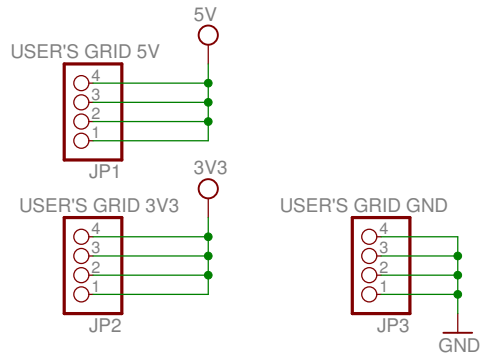 5V
USER'S GRID 5V
4
3
2
1
JP1
3V3
USER'S GRID 3V3
4
3
2
1
JP2
USER'S GRID GND
4
3
2
1
JP3
GND